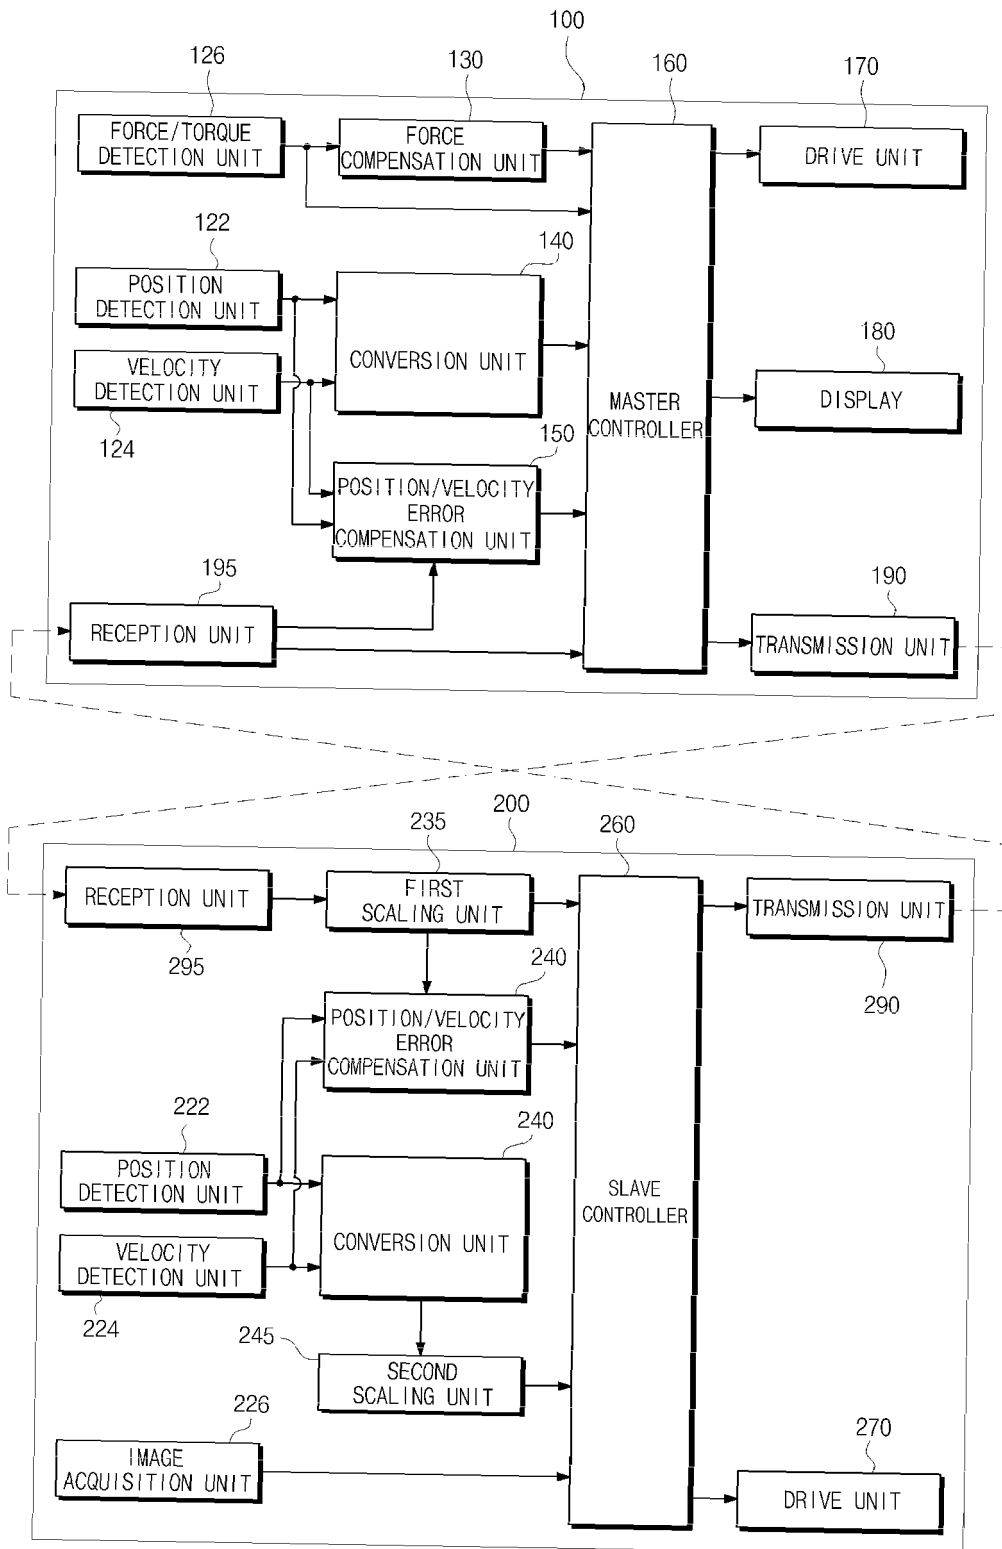 100
126
130
160
170
FORCE/TORQUE
DETECTION UNIT
FORCE
COMPENSATION UNIT
DRIVE UNIT
122
140
POSITION
DETECTION UNIT
CONVERSION UNIT
180
VELOCITY
DETECTION UNIT
MASTER
CONTROLLER
DISPLAY
124
150
POSITION/VELOCITY
ERROR
COMPENSATION UNIT
195
190
RECEPTION UNIT
TRANSMISSION UNIT
200
235
260
RECEPTION UNIT
FIRST
SCALING UNIT
TRANSMISSION UNIT
295
240
290
POSITION/VELOCITY
ERROR
COMPENSATION UNIT
222
240
POSITION
DETECTION UNIT
SLAVE
CONTROLLER
VELOCITY
DETECTION UNIT
CONVERSION UNIT
224
245
SECOND
SCALING UNIT
226
270
IMAGE
ACQUISITION UNIT
DRIVE UNIT